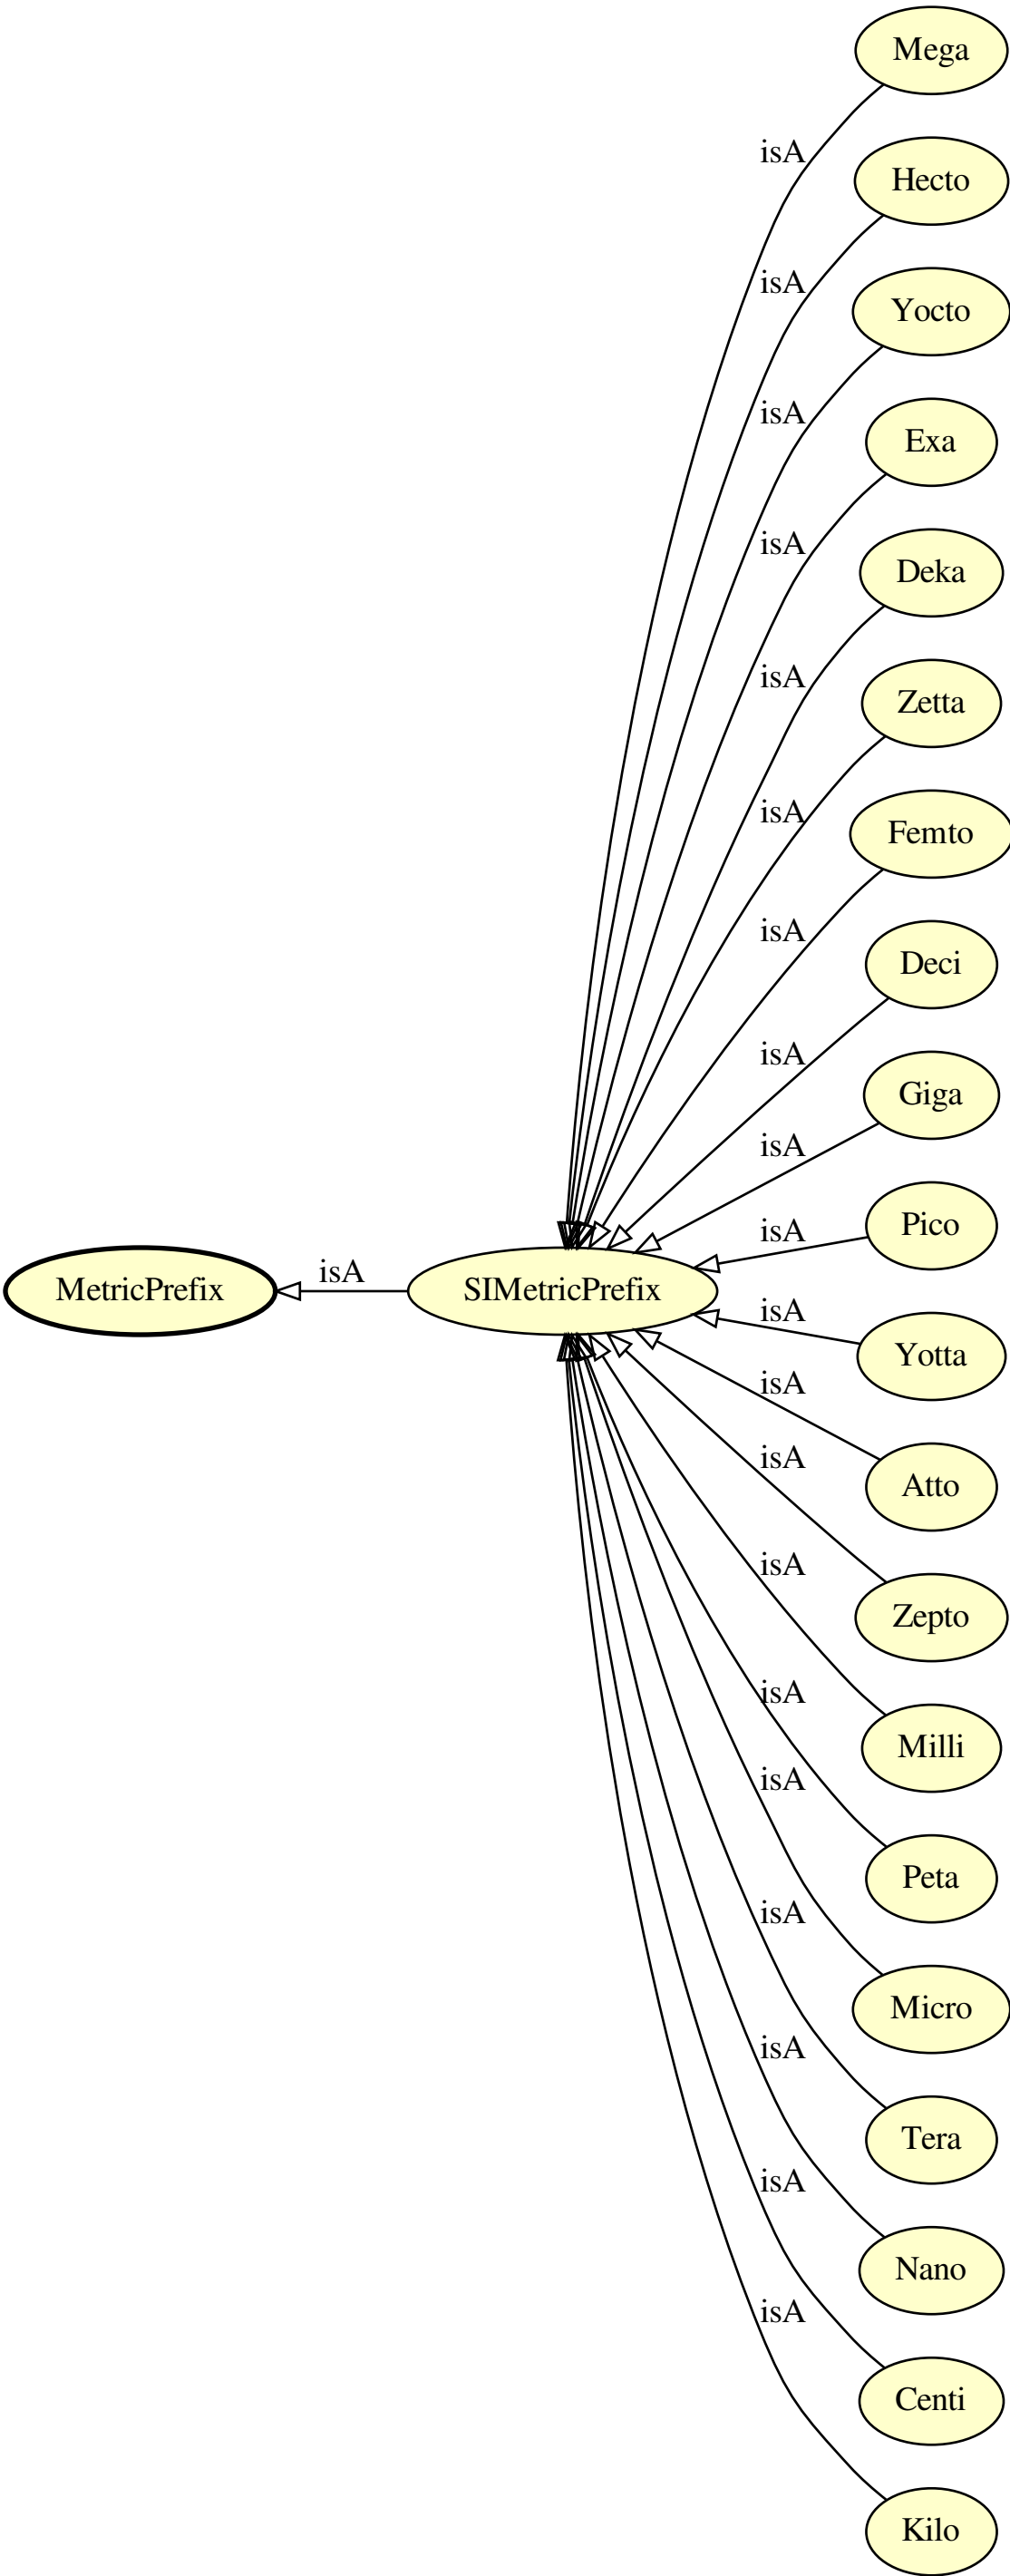 Mega
isA
Hecto
isA
Yocto
isA
Exa
isA
Deka
isA
Zetta
isA
Femto
isA
Deci
isA
Giga
isA
Pico
isA
MetricPrefix
isA
SIMetricPrefix
isA
Yotta
isA
Atto
isA
Zepto
isA
Milli
isA
Peta
isA
Micro
isA
Tera
isA
Nano
isA
Centi
isA
Kilo